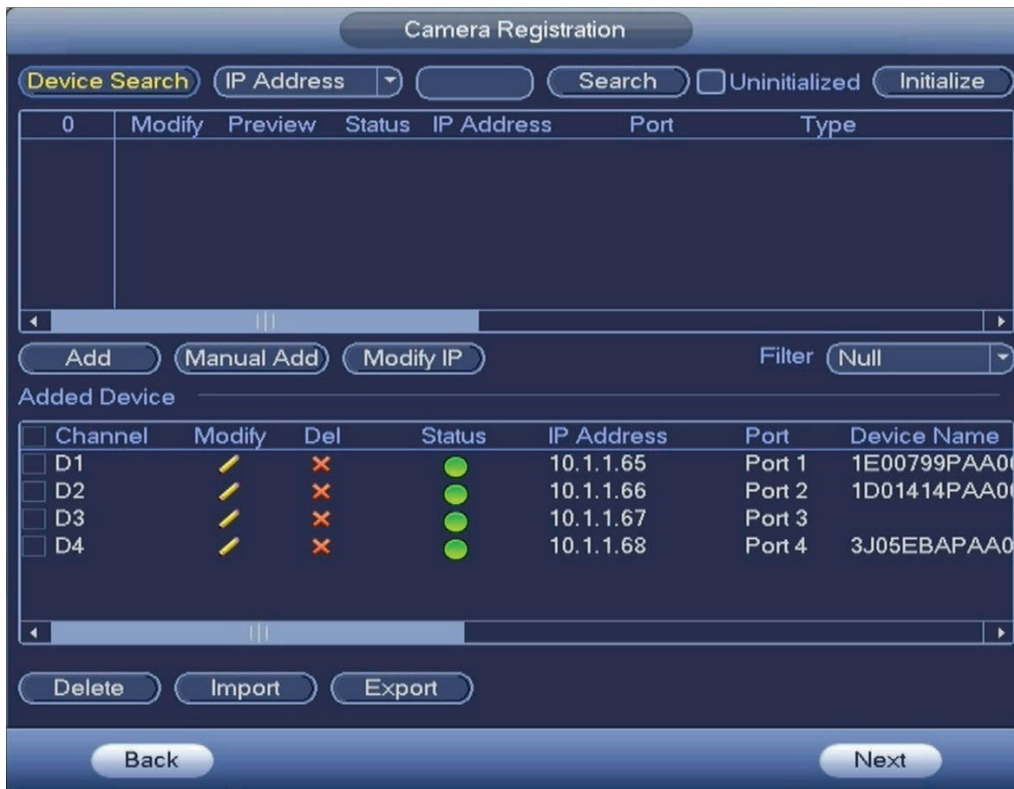 Camera Registration
Device Search IP Address Search Uninitialized Initialize
0 Modify Preview Status IP Address Port Type
Add Manual Add Modify IP Filter Null
Added Device
Channel Modify Del Status IP Address Port Device Name
D1 10.1.1.65 Port 1 1E00799PAA00
D2 10.1.1.66 Port 2 1D01414PAA00
D3 10.1.1.67 Port 3
D4 10.1.1.68 Port 4 3J05EBAPAA0
Delete Import Export
Back Next